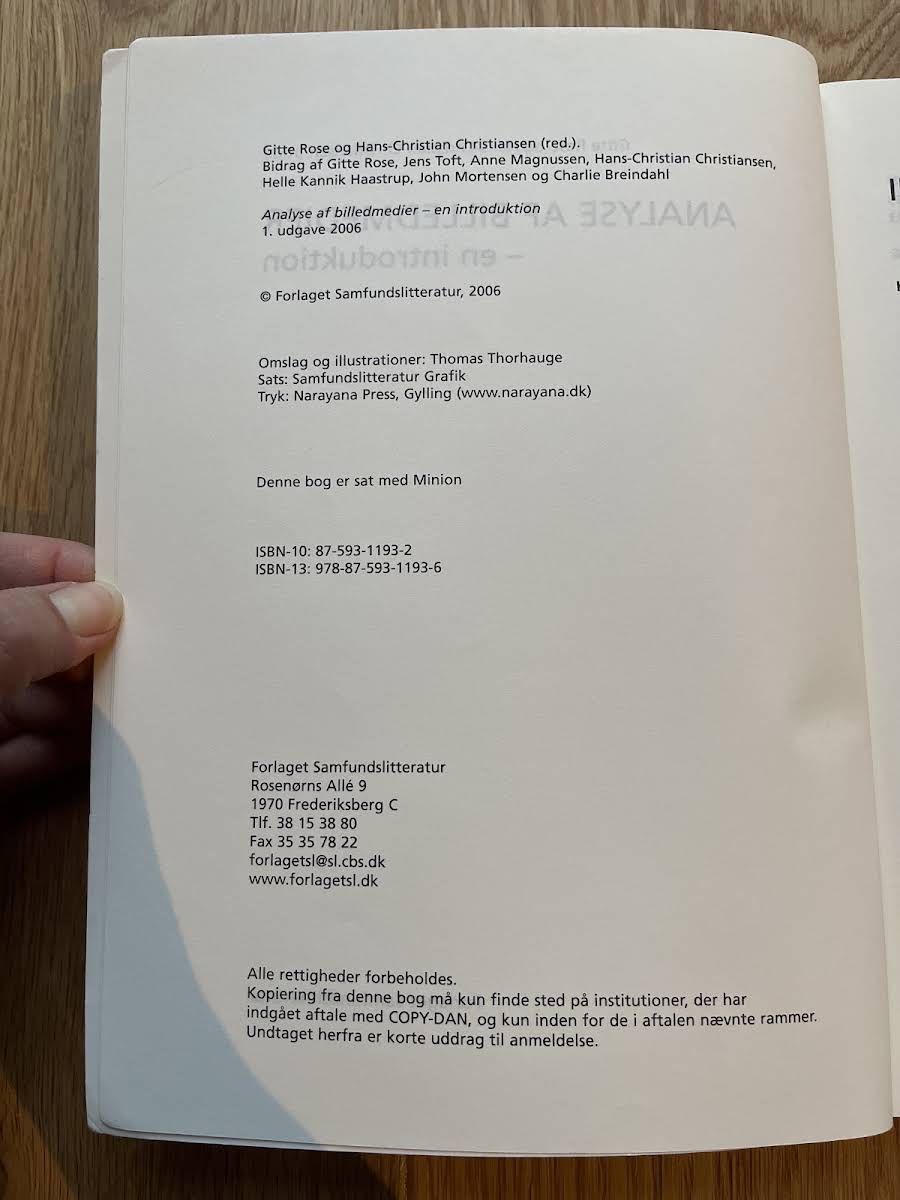 Gitte Rose og Hans-Christian Christiansen (red.).
Bidrag af Gitte Rose, Jens Toft, Anne Magnussen, Hans-Christian Christiansen,
Helle Kannik Haastrup, John Mortensen og Charlie Breindahl
Analyse af billedmedier – en introduktion
1. udgave 2006
© Forlaget Samfundslitteratur, 2006
Omslag og illustrationer: Thomas Thorhauge
Sats: Samfundslitteratur Grafik
Tryk: Narayana Press, Gylling (www.narayana.dk)
Denne bog er sat med Minion
ISBN-10: 87-593-1193-2
ISBN-13: 978-87-593-1193-6
Forlaget Samfundslitteratur
Rosenørns Allé 9
1970 Frederiksberg C
Tlf. 38 15 38 80
Fax 35 35 78 22
forlagetsl@sl.cbs.dk
www.forlagetsl.dk
Alle rettigheder forbeholdes.
Kopiering fra denne bog må kun finde sted på institutioner, der har
indgået aftale med COPY-DAN, og kun inden for de i aftalen nævnte rammer.
Undtaget herfra er korte uddrag til anmeldelse.